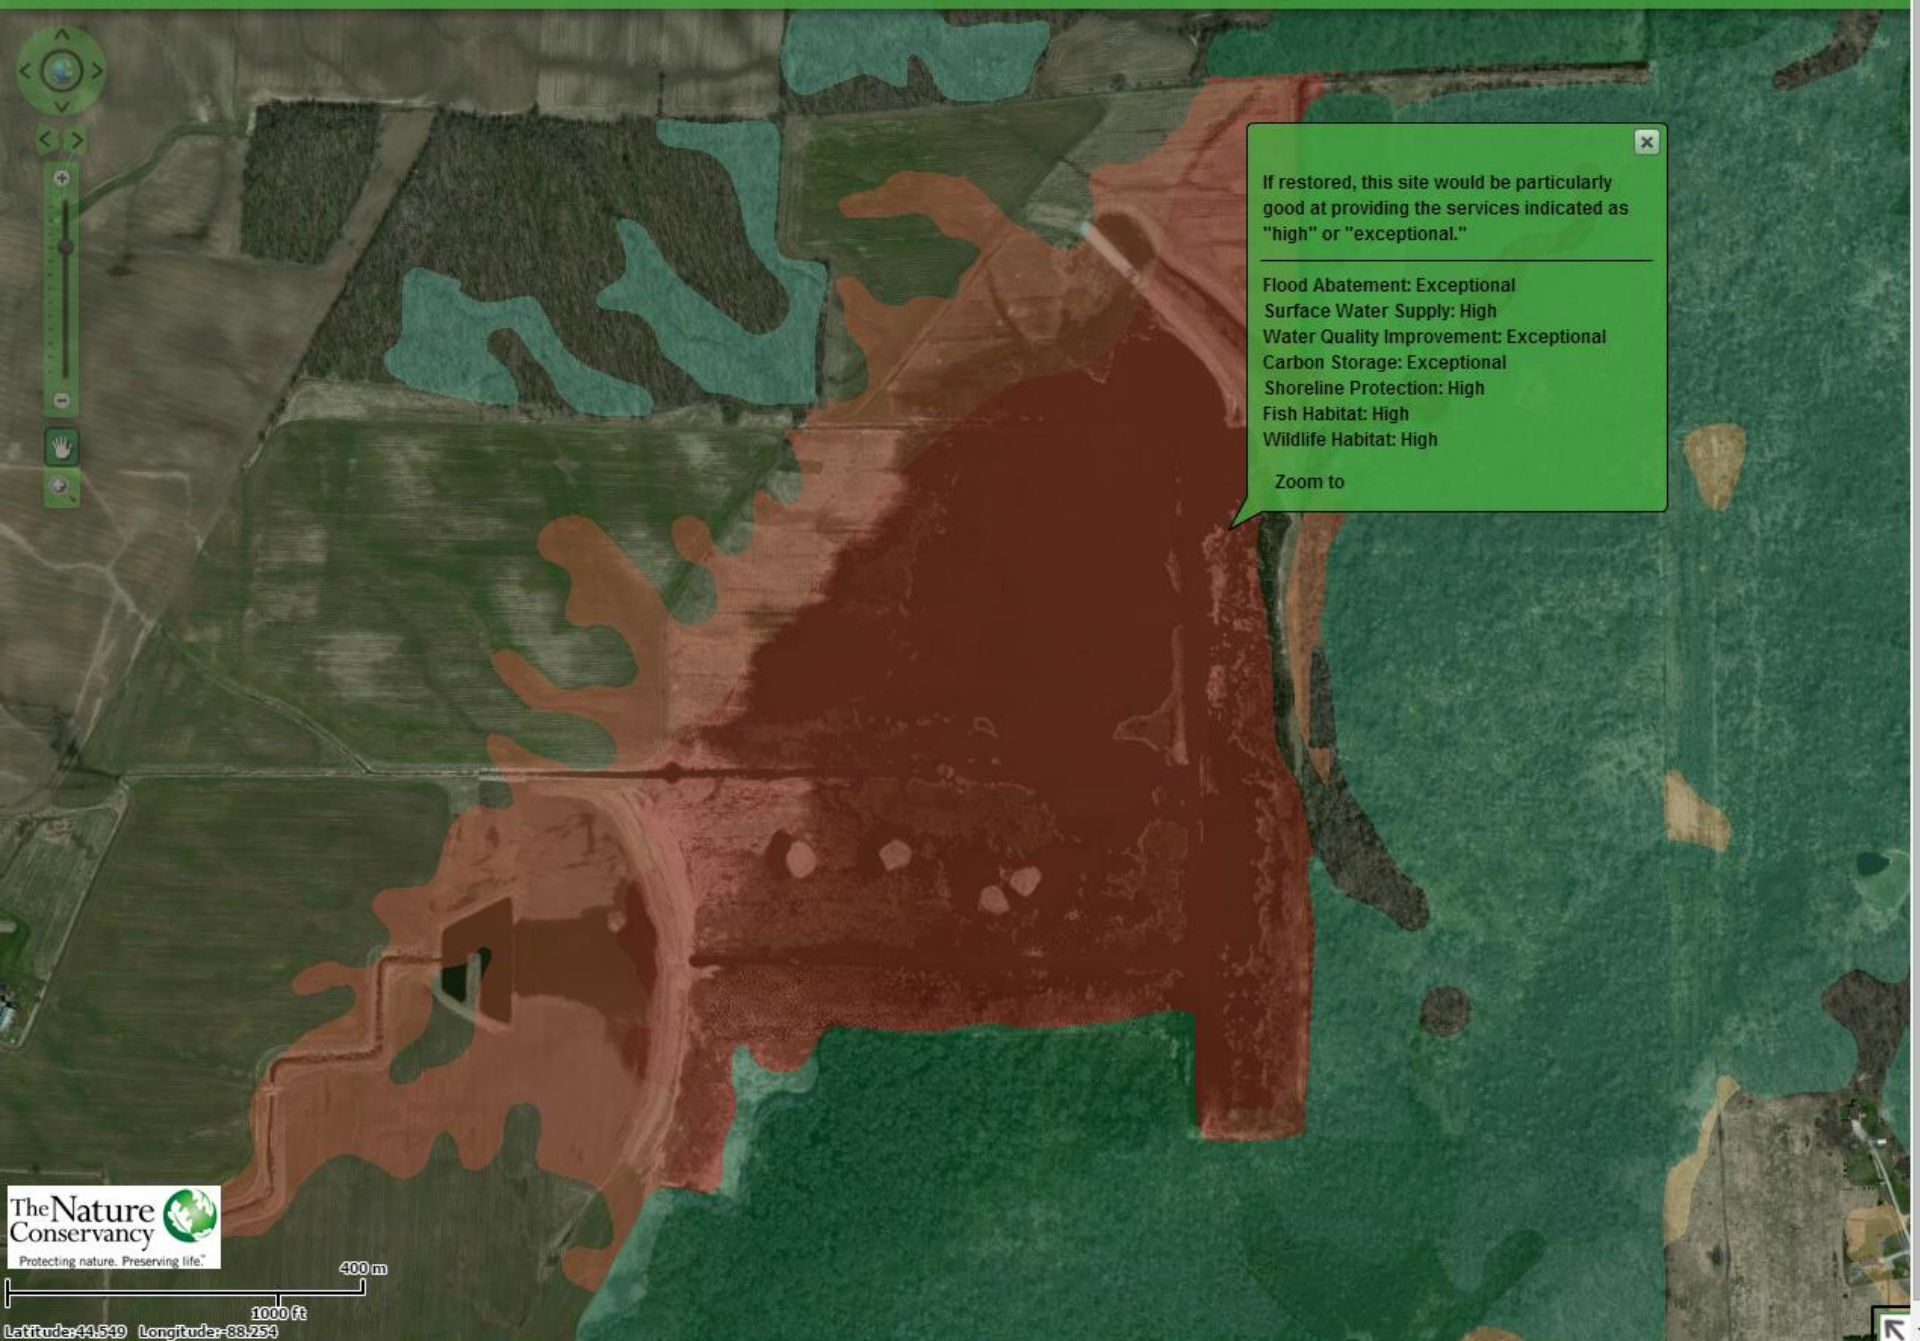 If restored, this site would be particularly
good at providing the services indicated as
"high" or "exceptional."
Flood Abatement: Exceptional
Surface Water Supply: High
Water Quality Improvement: Exceptional
Carbon Storage: Exceptional
Shoreline Protection: High
Fish Habitat: High
Wildlife Habitat: High
Zoom to
The Nature
Conservancy
Protecting nature. Preserving life.™
400 m
1000 ft
Latitude:44.549 Longitude:-88.254